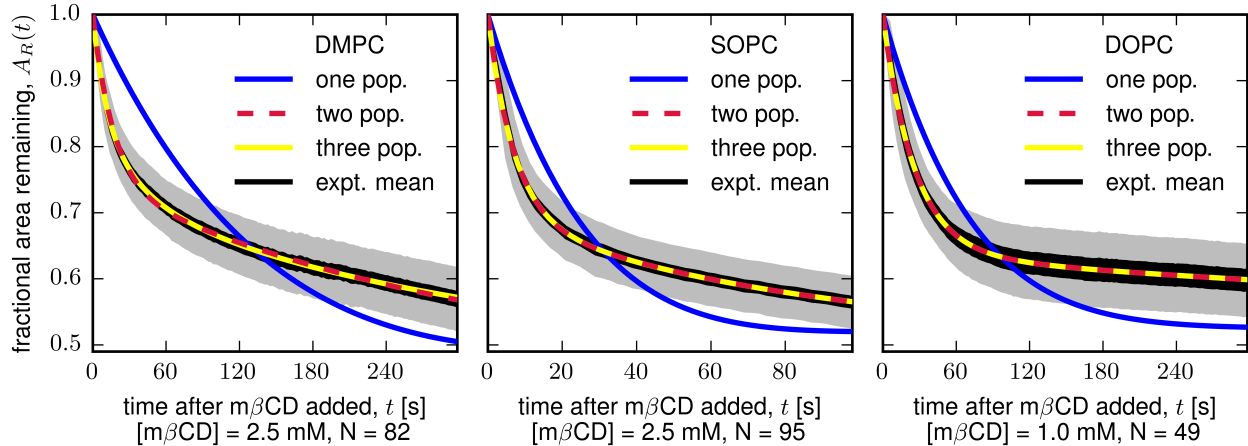 fractional area remaining, A_R(t)
1.0
0.9
0.8
0.7
0.6
0.5
DMPC
one pop.
two pop.
three pop.
expt. mean
0 60 120 180 240
time after mβCD added, t [s]
[mβCD] = 2.5 mM, N = 82
SOPC
one pop.
two pop.
three pop.
expt. mean
0 20 40 60 80
time after mβCD added, t [s]
[mβCD] = 2.5 mM, N = 95
DOPC
one pop.
two pop.
three pop.
expt. mean
0 60 120 180 240
time after mβCD added, t [s]
[mβCD] = 1.0 mM, N = 49